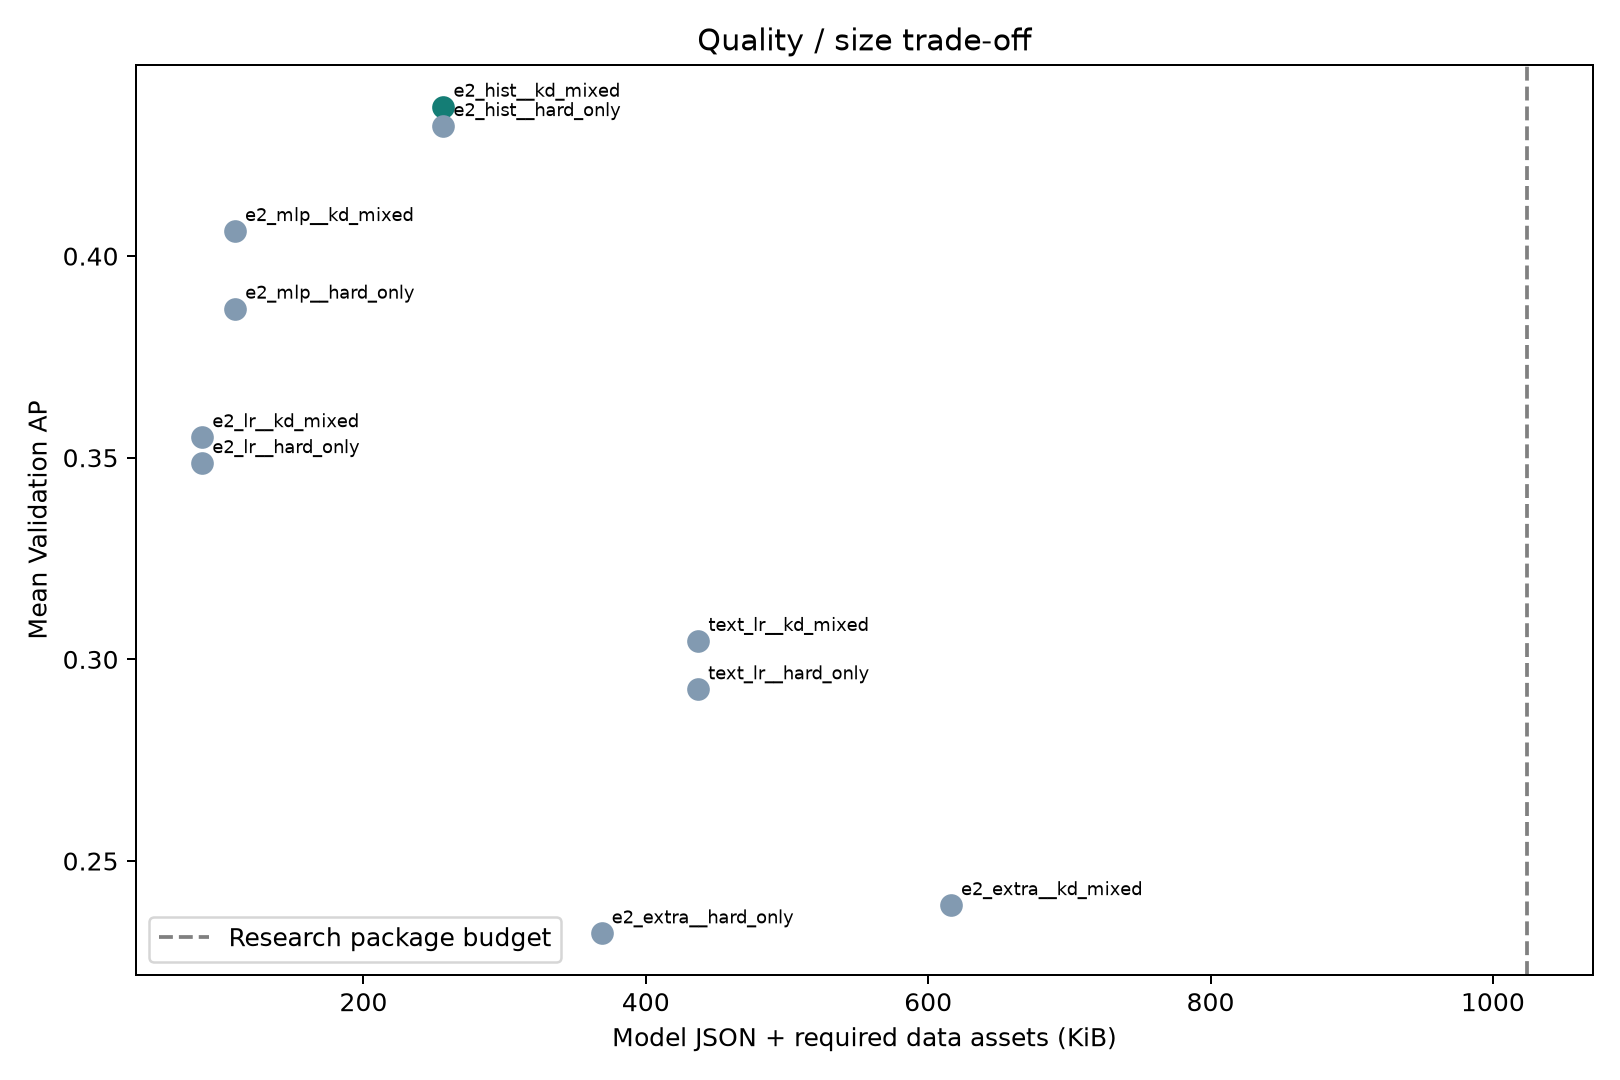 Quality / size trade-off
e2_hist__kd_mixed
e2_hist__hard_only
e2_mlp__kd_mixed
0.40
e2_mlp__hard_only
e2_lr__kd_mixed
e2_lr__hard_only
0.35
Mean Validation AP
text_lr__kd_mixed
0.30
text_lr__hard_only
0.25
e2_extra__kd_mixed
e2_extra__hard_only
Research package budget
200 400 600 800 1000
Model JSON + required data assets (KiB)